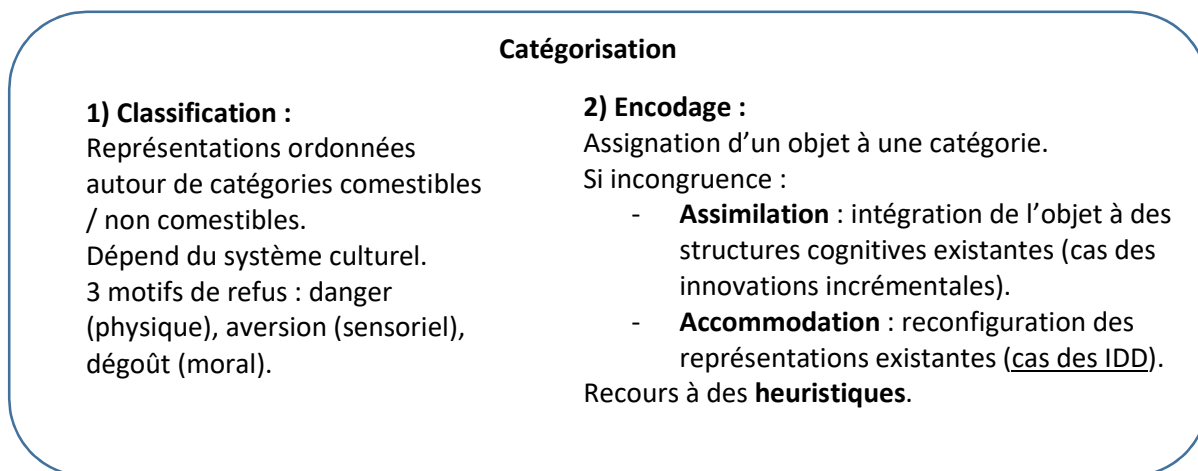 Catégorisation
1) Classification :
Représentations ordonnées
autour de catégories comestibles
/ non comestibles.
Dépend du système culturel.
3 motifs de refus : danger
(physique), aversion (sensoriel),
dégoût (moral).
2) Encodage :
Assignation d’un objet à une catégorie.
Si incongruence :
- Assimilation : intégration de l’objet à des
structures cognitives existantes (cas des
innovations incrémentales).
- Accommodation : reconfiguration des
représentations existantes (cas des IDD).
Recours à des heuristiques.